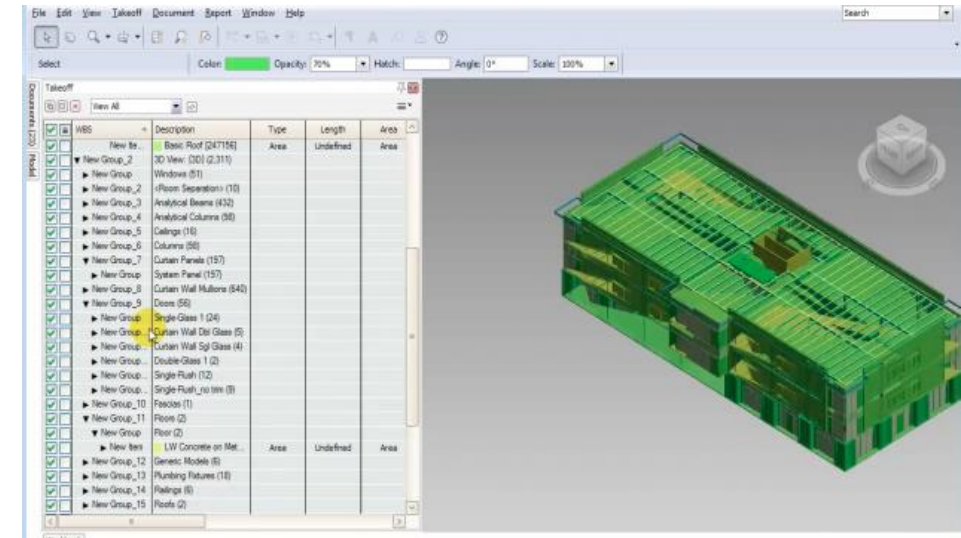 File Edit View Takeoff Document Report Window Help
Search
Select Color: Opacity: 70% Hatch: Angle: 0° Scale: 100%
Takeoff
Documents (23)
Model
View All
WBS Description Type Length Area
New Ite... Basic Roof [247156] Area Undefined Area
New Group_2 3D View: {3D} (2,311)
New Group Windows (51)
New Group_2 <Room Separation> (10)
New Group_3 Analytical Beams (432)
New Group_4 Analytical Columns (98)
New Group_5 Ceilings (16)
New Group_6 Columns (98)
New Group_7 Curtain Panels (197)
New Group System Panel (197)
New Group_8 Curtain Wall Mullions (640)
New Group_9 Doors (56)
New Group Single-Glass 1 (24)
New Group... Curtain Wall Dbl Glass (5)
New Group... Curtain Wall Sgl Glass (4)
New Group... Double-Glass 1 (2)
New Group... Single-Flush (12)
New Group... Single-Flush_no trim (9)
New Group_10 Fascias (1)
New Group_11 Floors (2)
New Group Floor (2)
New Item LW Concrete on Met... Area Undefined Area
New Group_12 Generic Models (6)
New Group_13 Plumbing Fixtures (18)
New Group_14 Railings (6)
New Group_15 Roofs (2)